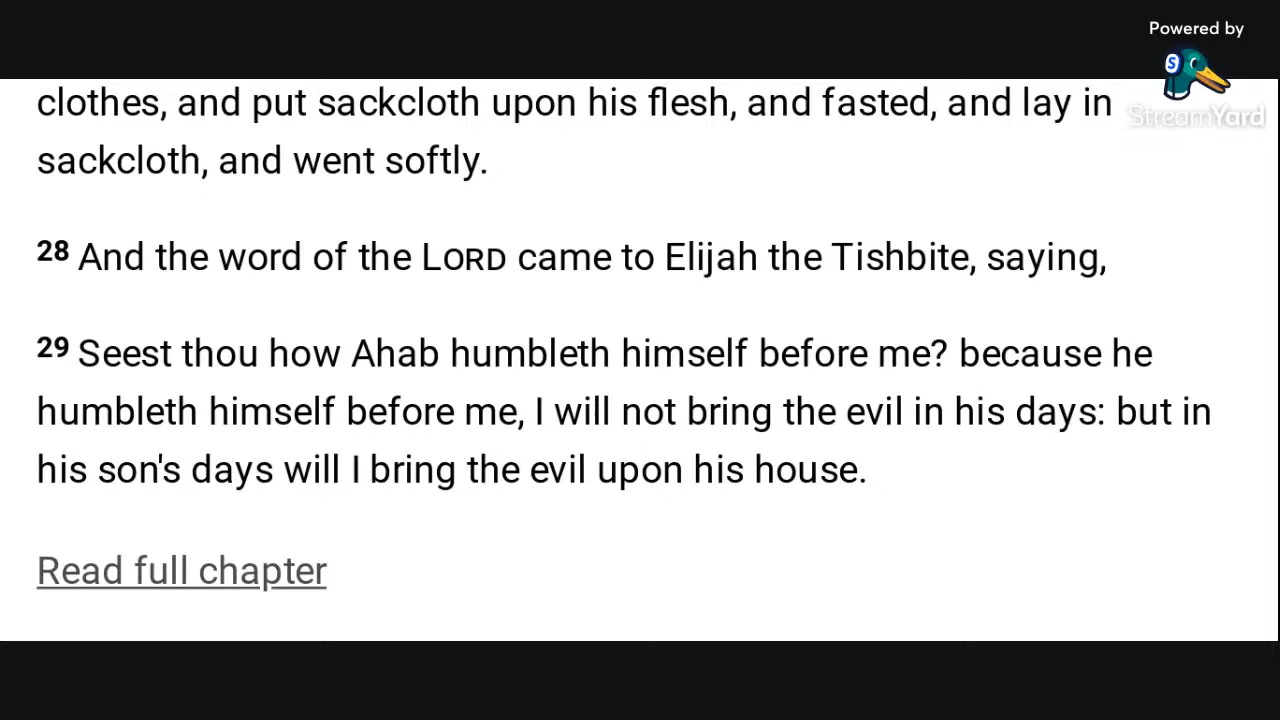 Powered by
S
StreamYard
clothes, and put sackcloth upon his flesh, and fasted, and lay in
sackcloth, and went softly.
28 And the word of the LORD came to Elijah the Tishbite, saying,
29 Seest thou how Ahab humbleth himself before me? because he
humbleth himself before me, I will not bring the evil in his days: but in
his son's days will I bring the evil upon his house.
Read full chapter